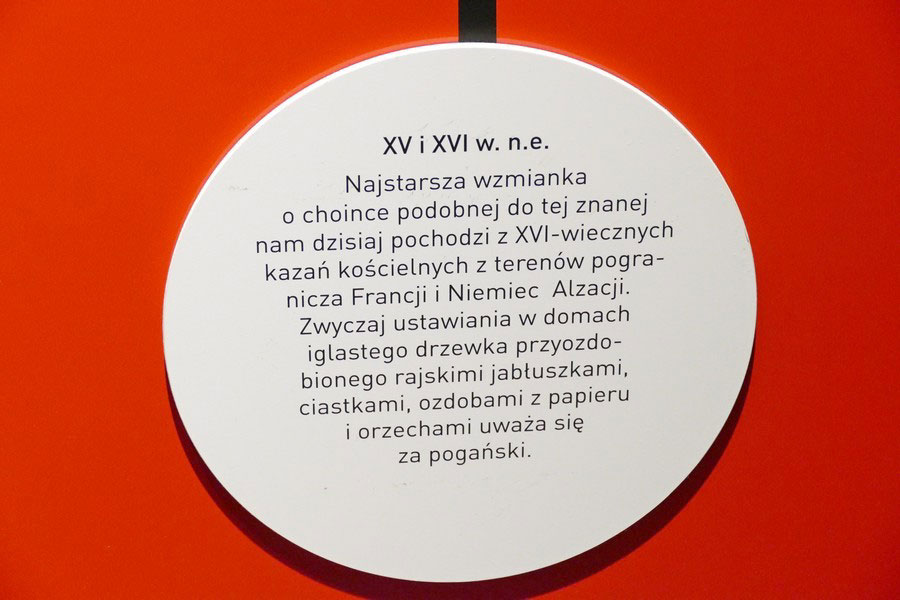 XV i XVI w. n.e.
Najstarsza wzmianka
o choince podobnej do tej znanej
nam dzisiaj pochodzi z XVI-wiecznych
kazań kościelnych z terenów pogra-
nicza Francji i Niemiec  Alzacji.
Zwyczaj ustawiania w domach
iglastego drzewka przyozdo-
bionego rajskimi jabłuszkami,
ciastkami, ozdobami z papieru
i orzechami uważa się
za pogański.